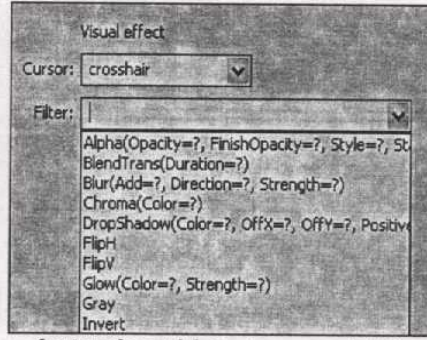 Visual effect
Cursor: crosshair
Filter:
Alpha(Opacity=?, FinishOpacity=?, Style=?, St
BlendTrans(Duration=?)
Blur(Add=?, Direction=?, Strength=?)
Chroma(Color=?)
DropShadow(Color=?, OffX=?, OffY=?, Positive
FlipH
FlipV
Glow(Color=?, Strength=?)
Gray
Invert